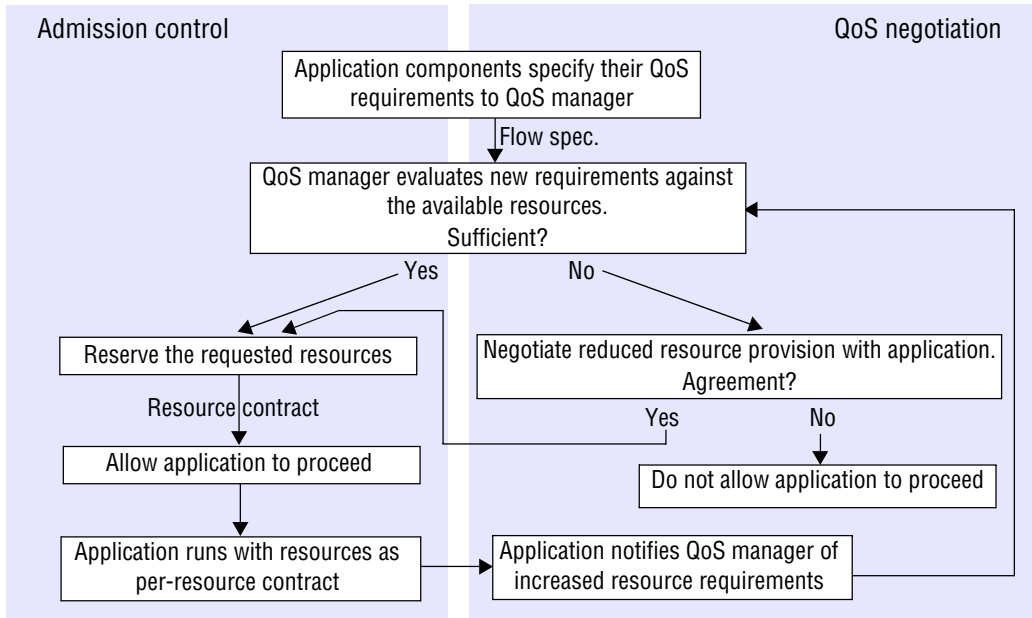 Admission control
QoS negotiation
Application components specify their QoS
requirements to QoS manager
Flow spec.
QoS manager evaluates new requirements against
the available resources.
Sufficient?
Yes
No
Reserve the requested resources
Negotiate reduced resource provision with application.
Agreement?
Resource contract
Yes
No
Allow application to proceed
Do not allow application to proceed
Application runs with resources as
per-resource contract
Application notifies QoS manager of
increased resource requirements